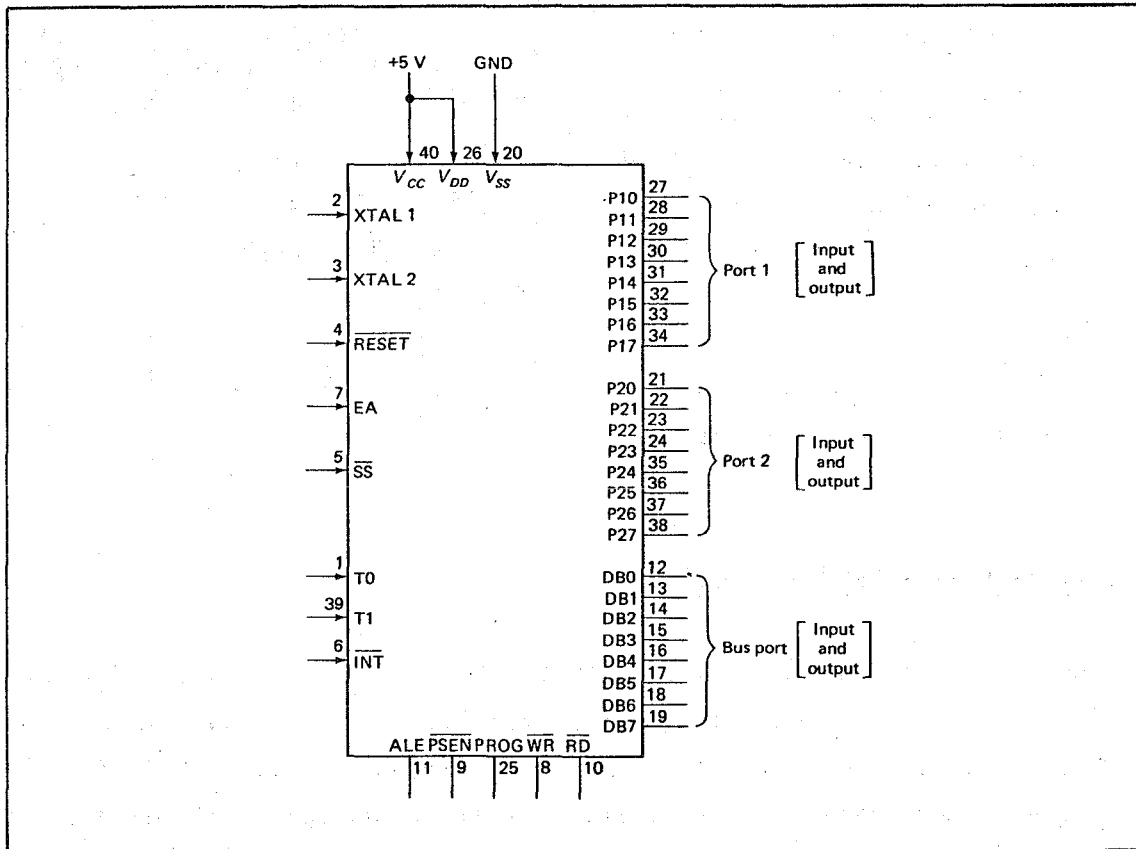 +5 V GND
40 26 20
VCC VDD VSS
2 XTAL 1
3 XTAL 2
4 RESET
7 EA
5 SS
1 T0
39 T1
6 INT
P10 27
P11 28
P12 29
P13 30
P14 31
P15 32
P16 33
P17 34
Port 1
Input
and
output
P20 21
P21 22
P22 23
P23 24
P24 35
P25 36
P26 37
P27 38
Port 2
Input
and
output
DB0 12
DB1 13
DB2 14
DB3 15
DB4 16
DB5 17
DB6 18
DB7 19
Bus port
Input
and
output
ALE PSEN PROG WR RD
11 9 25 8 10